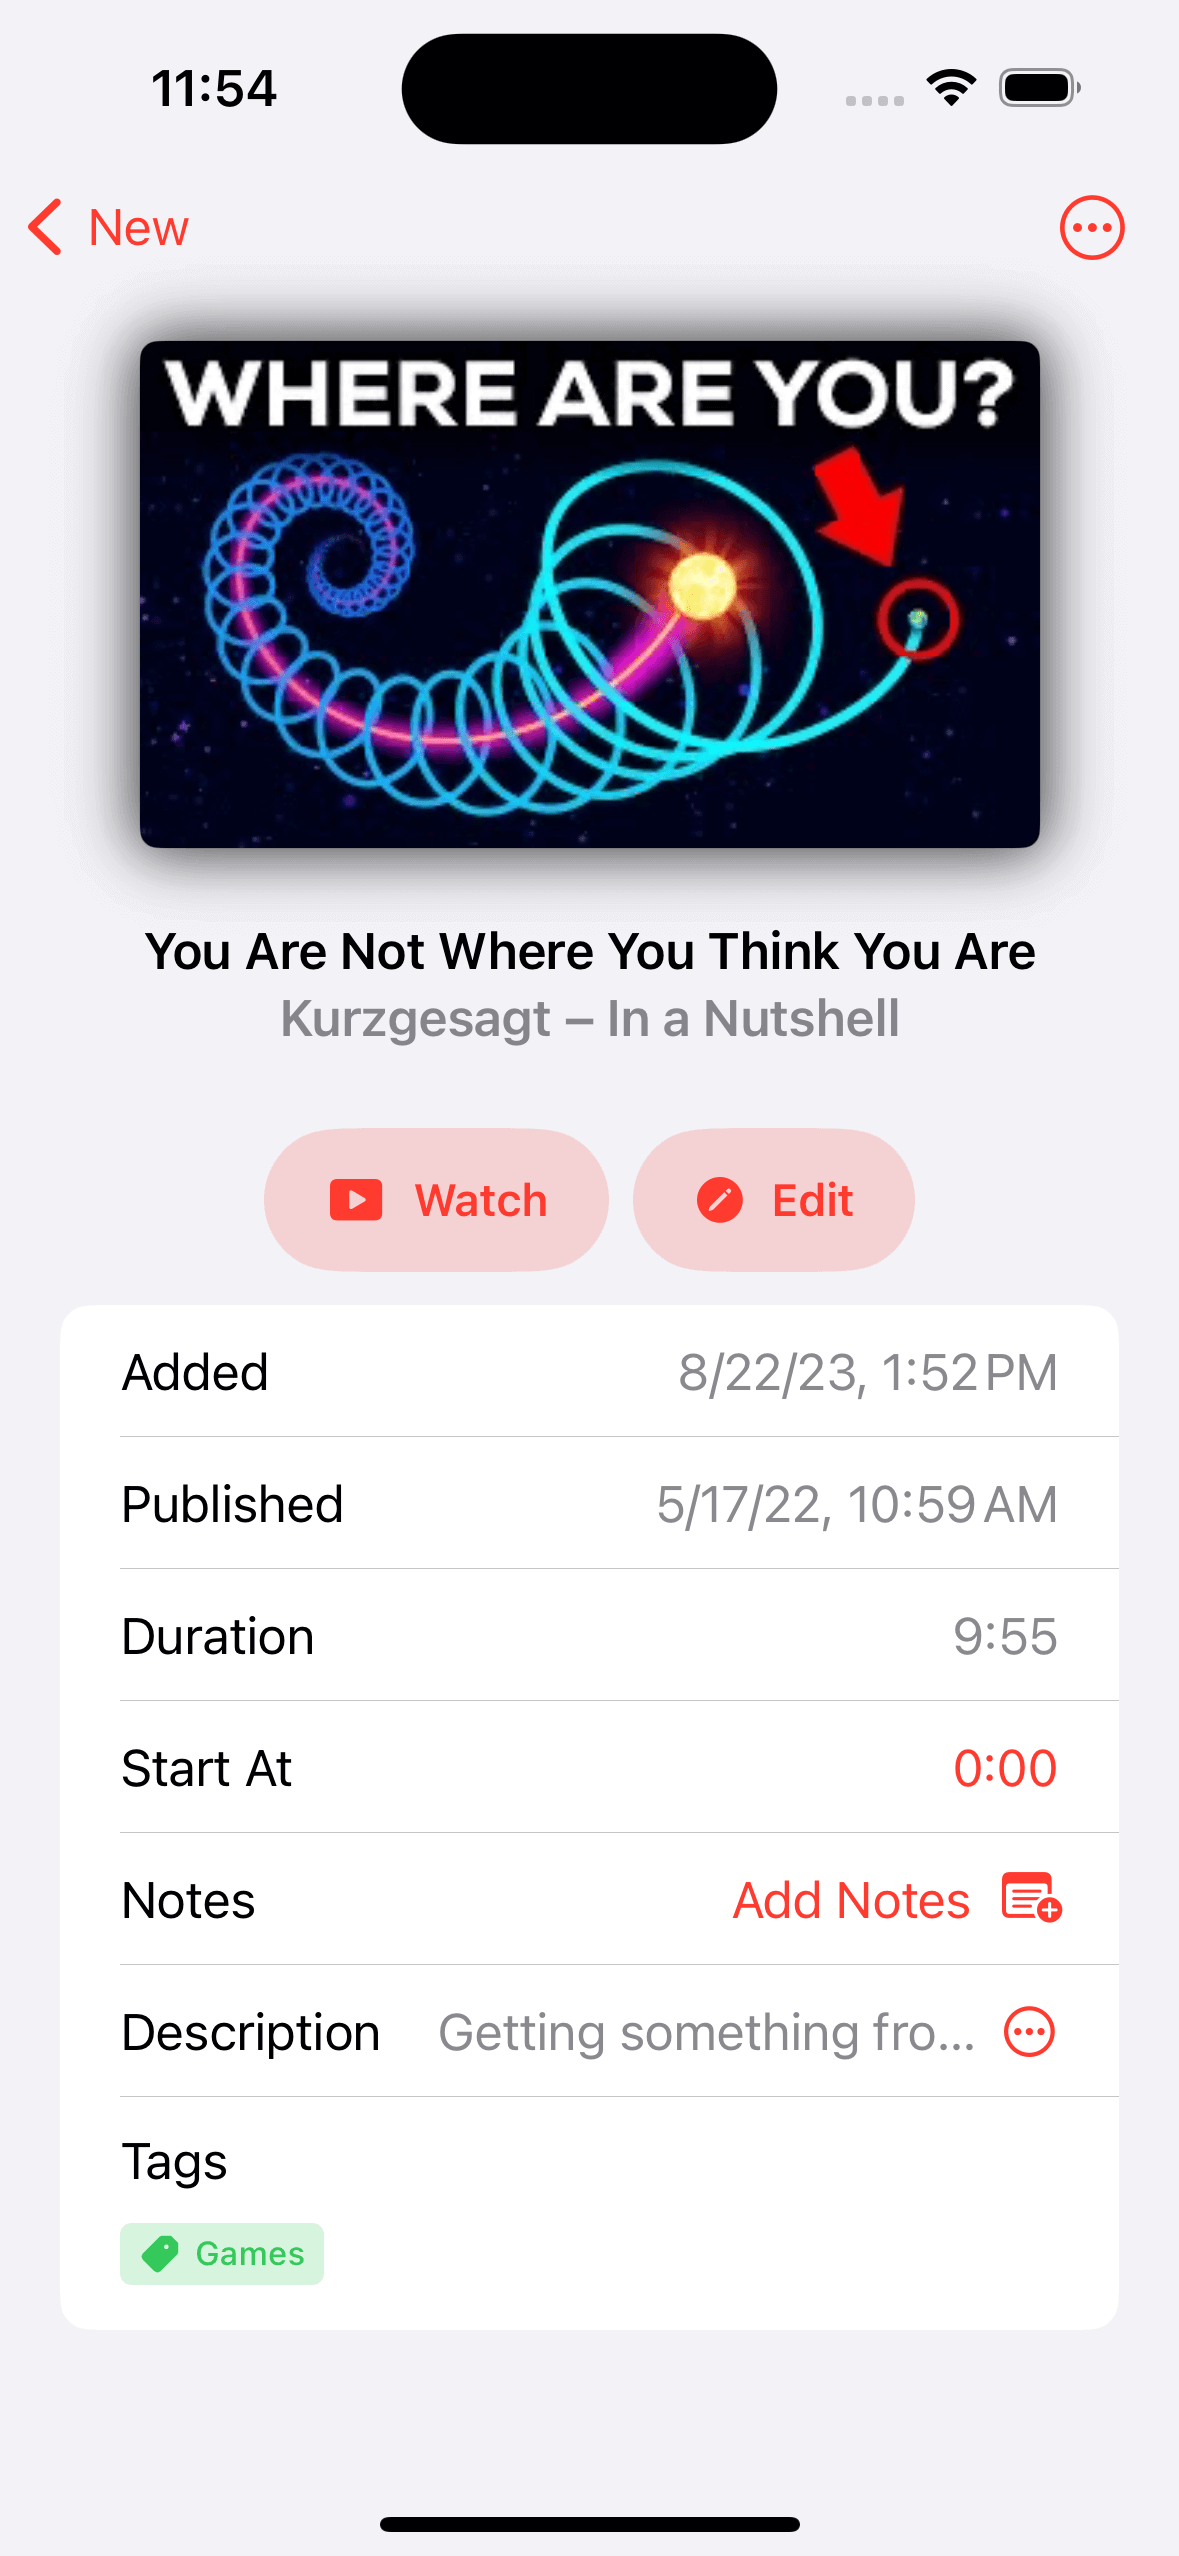 11:54
New
WHERE ARE YOU?
You Are Not Where You Think You Are
Kurzgesagt – In a Nutshell
Watch
Edit
Added 8/22/23, 1:52 PM
Published 5/17/22, 10:59 AM
Duration 9:55
Start At 0:00
Notes Add Notes
Description Getting something fro...
Tags
Games